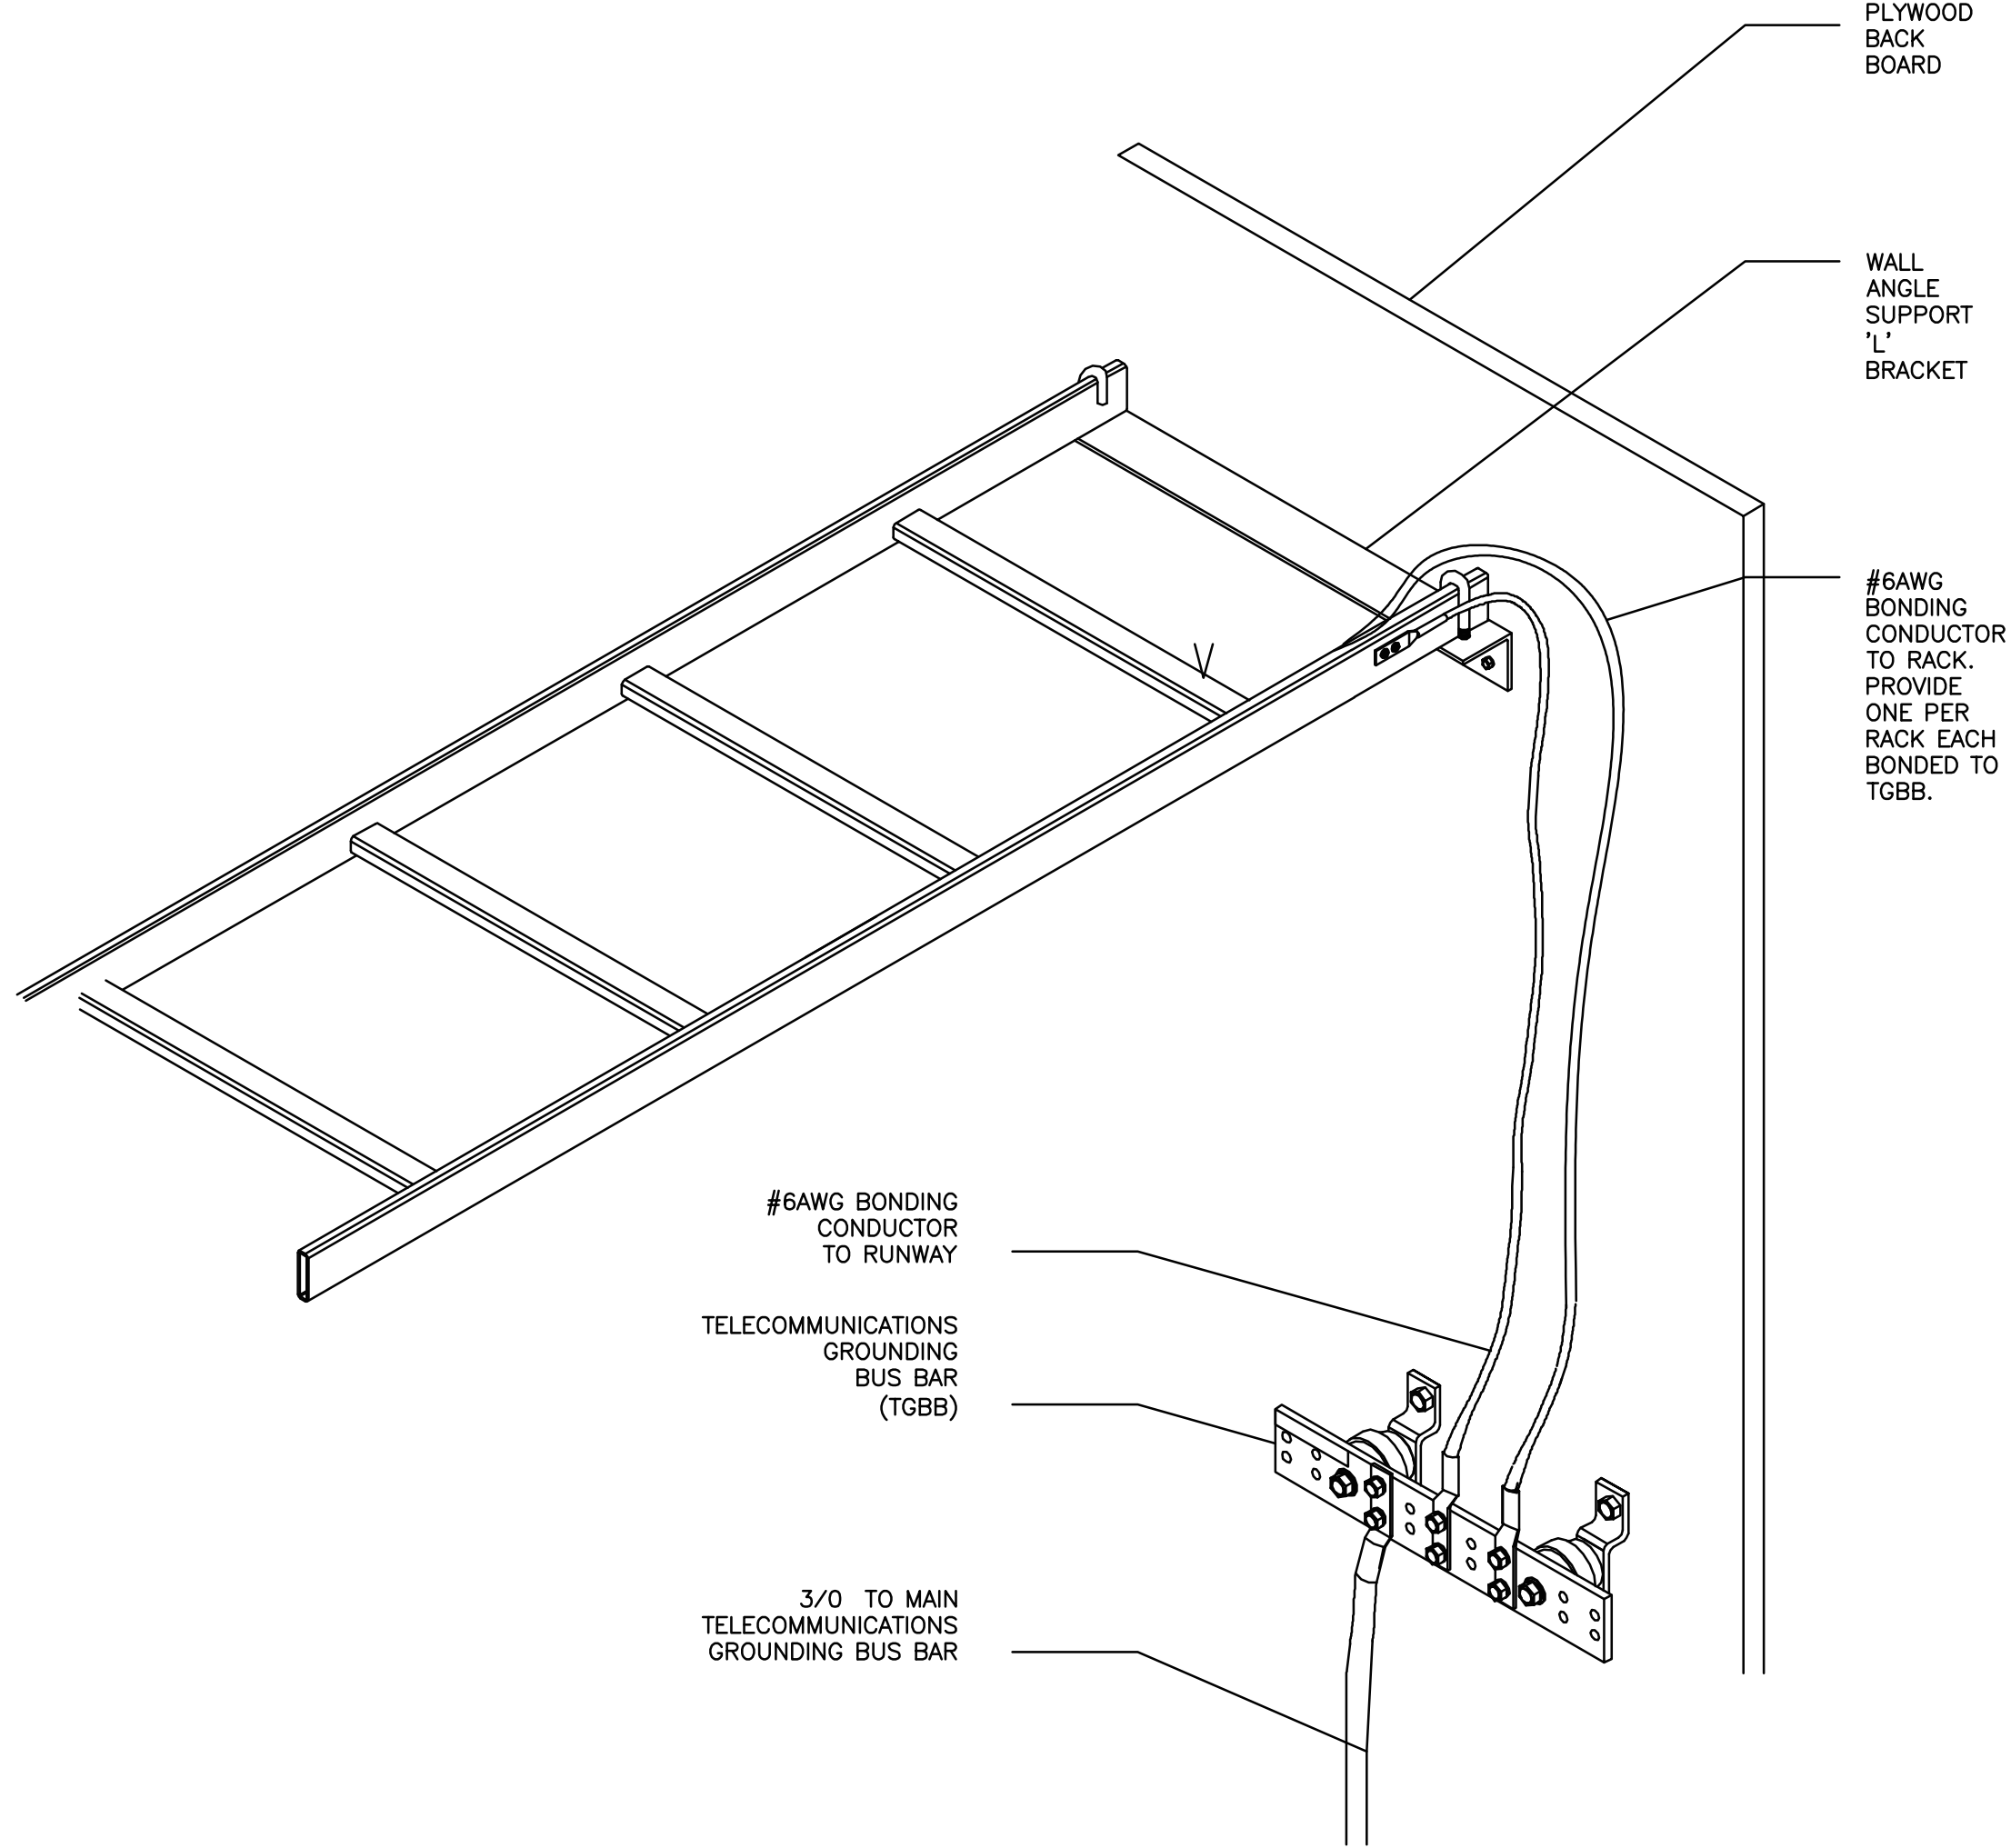 PLYWOOD
BACK
BOARD
WALL
ANGLE
SUPPORT
'L'
BRACKET
#6AWG
BONDING
CONDUCTOR
TO RACK.
PROVIDE
ONE PER
RACK EACH
BONDED TO
TGBB.
#6AWG BONDING
CONDUCTOR
TO RUNWAY
TELECOMMUNICATIONS
GROUNDING
BUS BAR
(TGBB)
3/0 TO MAIN
TELECOMMUNICATIONS
GROUNDING BUS BAR